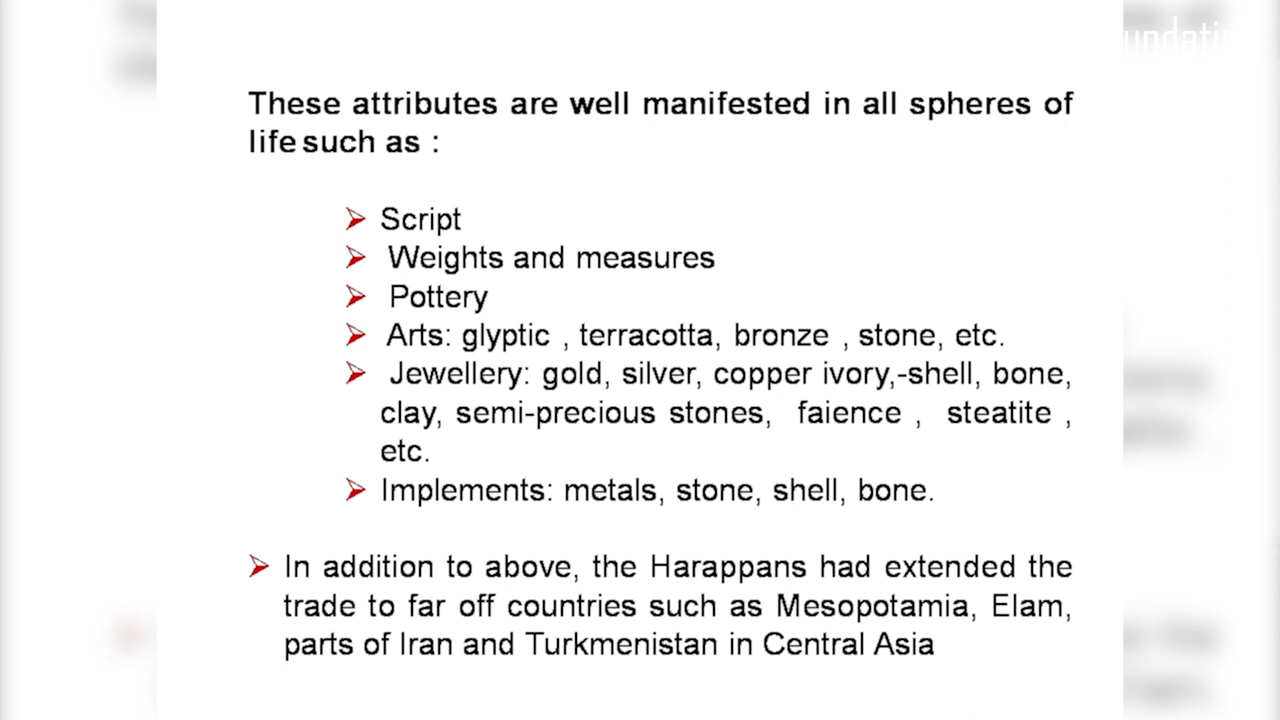 undati
These attributes are well manifested in all spheres of
life such as :
➢ Script
➢ Weights and measures
➢ Pottery
➢ Arts: glyptic , terracotta, bronze , stone, etc.
➢ Jewellery: gold, silver, copper ivory,-shell, bone,
clay, semi-precious stones, faience , steatite ,
etc.
➢ Implements: metals, stone, shell, bone.
➢ In addition to above, the Harappans had extended the
trade to far off countries such as Mesopotamia, Elam,
parts of Iran and Turkmenistan in Central Asia